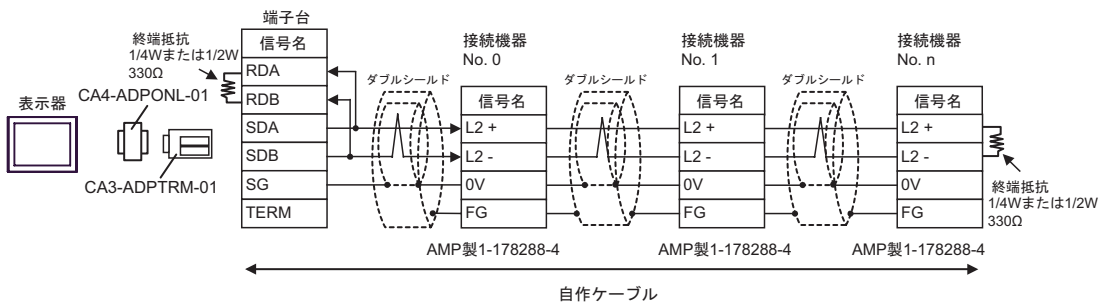 端子台
終端抵抗
1/4Wまたは1/2W
330Ω
表示器
CA4-ADPONL-01
CA3-ADPTRM-01
信号名
RDA
RDB
SDA
SDB
SG
TERM
ダブルシールド
接続機器
No. 0
信号名
L2 +
L2 -
0V
FG
AMP製1-178288-4
ダブルシールド
接続機器
No. 1
信号名
L2 +
L2 -
0V
FG
AMP製1-178288-4
ダブルシールド
接続機器
No. n
信号名
L2 +
L2 -
0V
FG
AMP製1-178288-4
終端抵抗
1/4Wまたは1/2W
330Ω
自作ケーブル